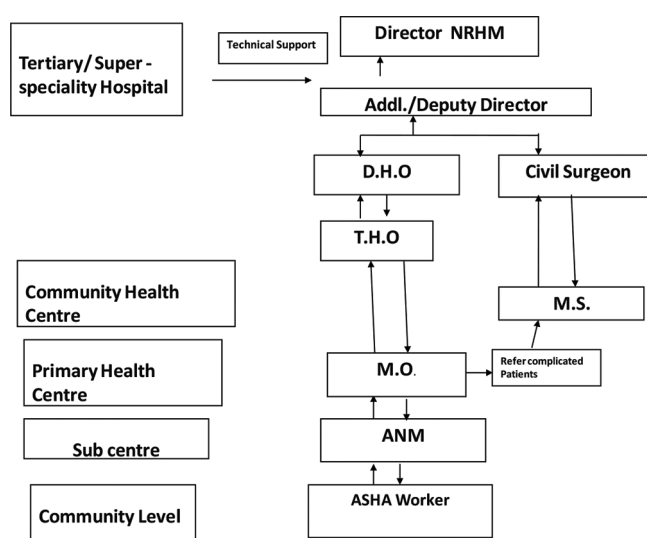 Tertiary/ Super -
speciality Hospital
Technical Support
Director NRHM
Addl./Deputy Director
D.H.O
Civil Surgeon
T.H.O
Community Health
Centre
M.S.
Primary Health
Centre
M.O.
Refer complicated
Patients
Sub centre
ANM
Community Level
ASHA Worker